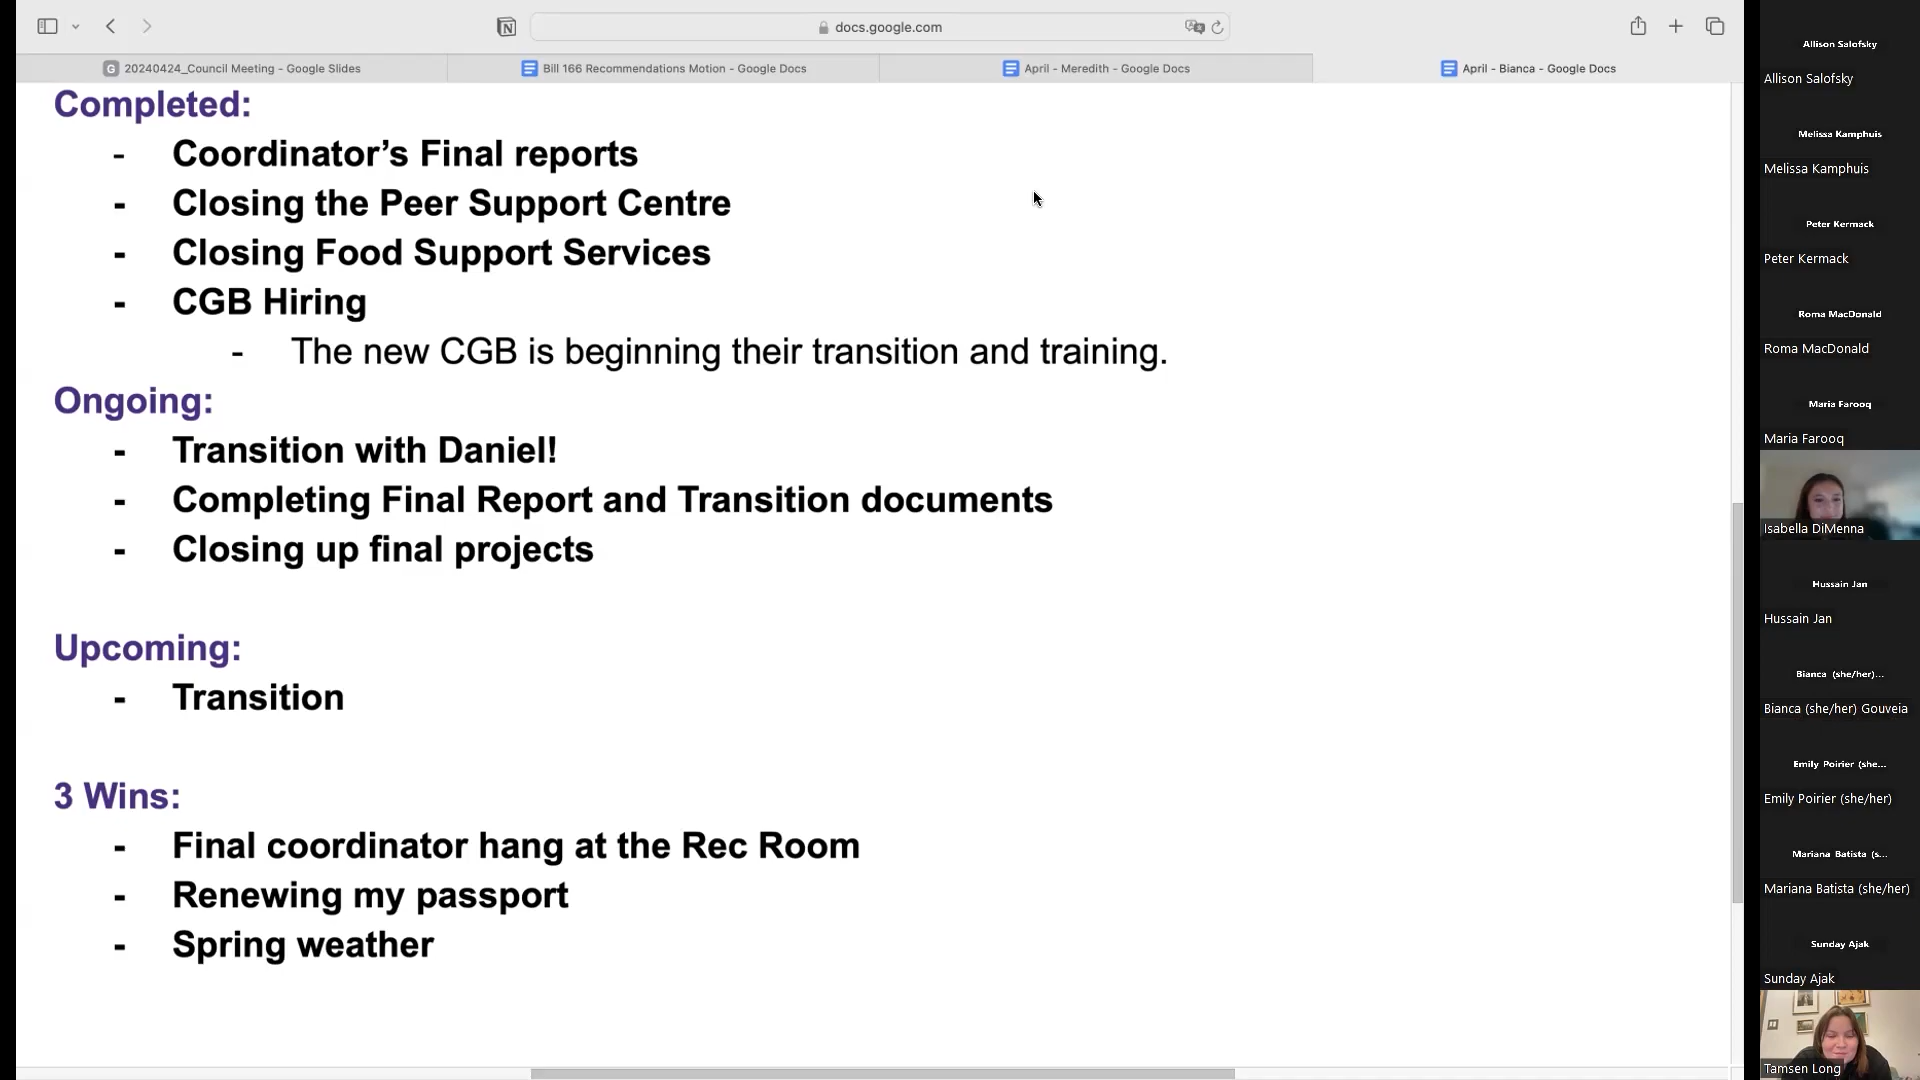 docs.google.com
20240424_Council Meeting - Google Slides
Bill 166 Recommendations Motion - Google Docs
April - Meredith - Google Docs
April - Bianca - Google Docs
Completed:
- Coordinator’s Final reports
- Closing the Peer Support Centre
- Closing Food Support Services
- CGB Hiring
- The new CGB is beginning their transition and training.
Ongoing:
- Transition with Daniel!
- Completing Final Report and Transition documents
- Closing up final projects
Upcoming:
- Transition
3 Wins:
- Final coordinator hang at the Rec Room
- Renewing my passport
- Spring weather
Allison Salofsky
Allison Salofsky
Melissa Kamphuis
Melissa Kamphuis
Peter Kermack
Peter Kermack
Roma MacDonald
Roma MacDonald
Maria Farooq
Maria Farooq
Isabella DiMenna
Hussain Jan
Hussain Jan
Bianca (she/her)...
Bianca (she/her) Gouveia
Emily Poirier (she...
Emily Poirier (she/her)
Mariana Batista (s...
Mariana Batista (she/her)
Sunday Ajak
Sunday Ajak
Tamsen Long